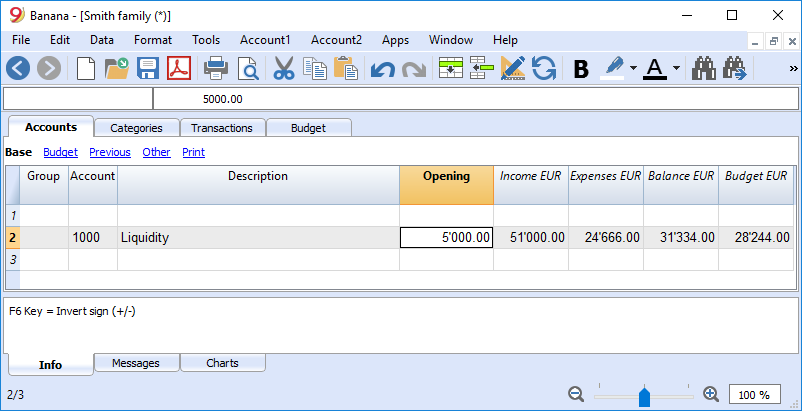 9 Banana - [Smith family (*)]
File Edit Data Format Tools Account1 Account2 Apps Window Help
B A »
5000.00
Accounts Categories Transactions Budget
Base Budget Previous Other Print
Group Account Description Opening Income EUR Expenses EUR Balance EUR Budget EUR
1
2 1000 Liquidity 5'000.00 51'000.00 24'666.00 31'334.00 28'244.00
3
F6 Key = Invert sign (+/-)
Info Messages Charts
2/3 100 %